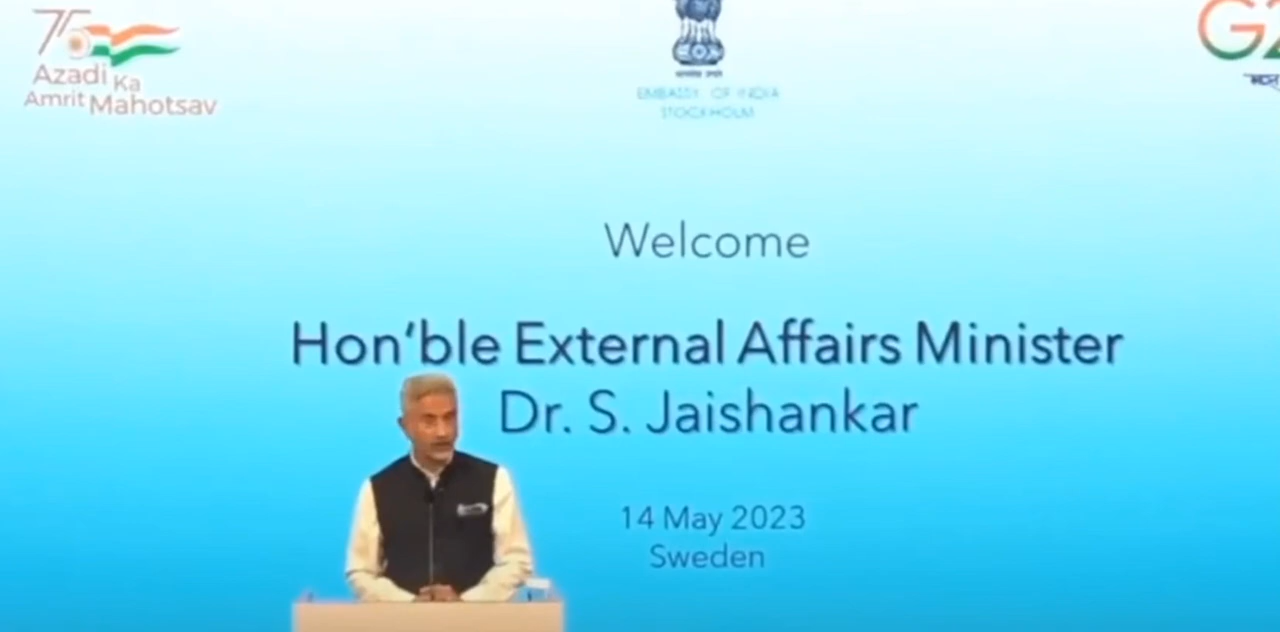 75
Azadi Ka
Amrit Mahotsav
EMBASSY OF INDIA
STOCKHOLM
Welcome
Hon'ble External Affairs Minister
Dr. S. Jaishankar
14 May 2023
Sweden